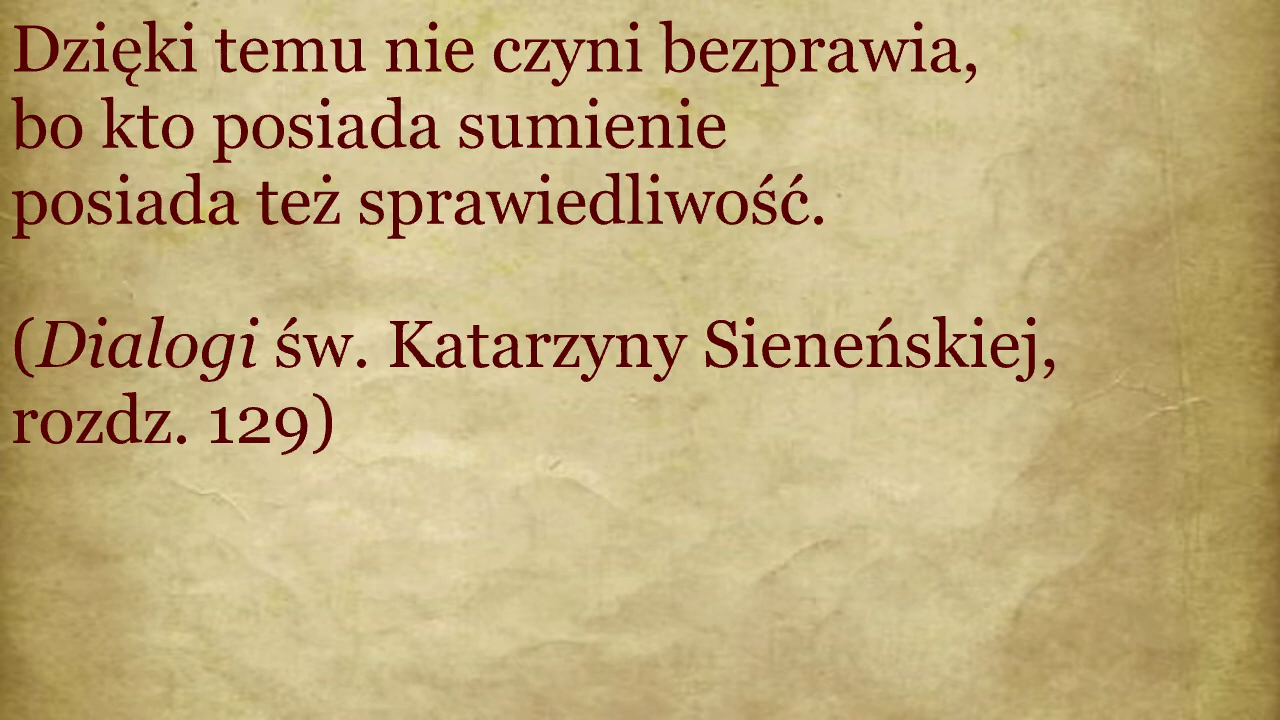 Dzięki temu nie czyni bezprawia,
bo kto posiada sumienie
posiada też sprawiedliwość.
(Dialogi św. Katarzyny Sieneńskiej,
rozdz. 129)